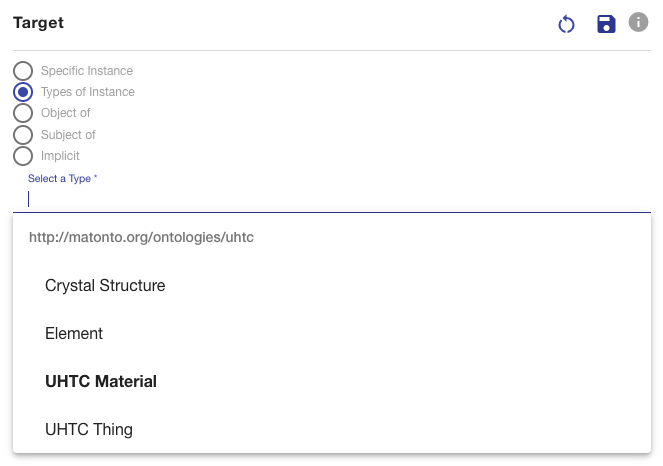 Target
Specific Instance
Types of Instance
Object of
Subject of
Implicit
Select a Type *
http://matonto.org/ontologies/uhtc
Crystal Structure
Element
UHTC Material
UHTC Thing